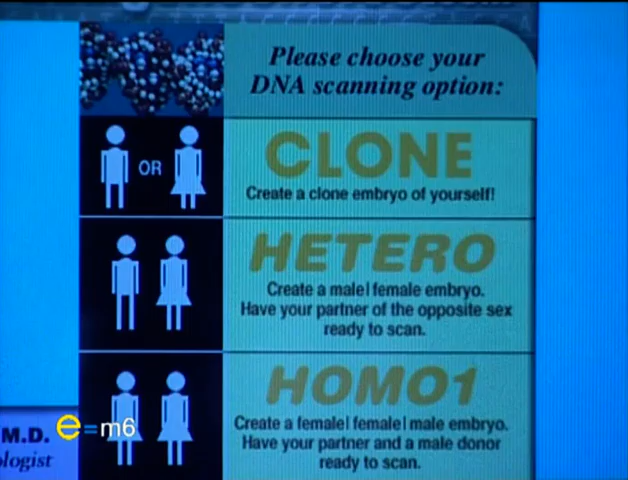 Please choose your
DNA scanning option:
OR
CLONE
Create a clone embryo of yourself!
HETERO
Create a male| female embryo.
Have your partner of the opposite sex
ready to scan.
HOMO1
Create a female| female| male embryo.
Have your partner and a male donor
ready to scan.
M.D.
ologist
e=m6